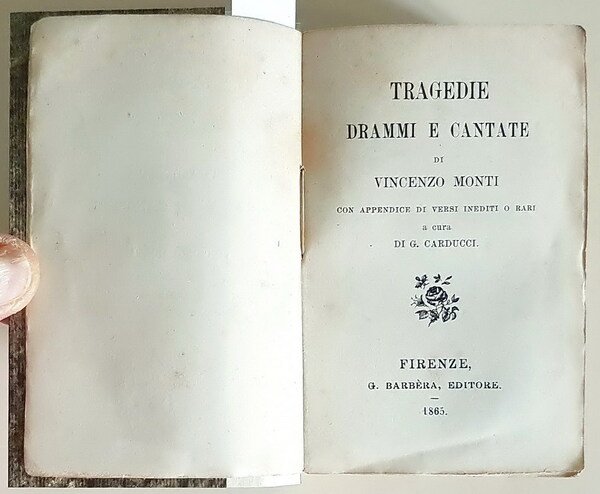 TRAGEDIE
DRAMMI E CANTATE
DI
VINCENZO MONTI
CON APPENDICE DI VERSI INEDITI O RARI
a cura
DI G. CARDUCCI.
FIRENZE,
G. BARBÈRA, EDITORE.
1865.